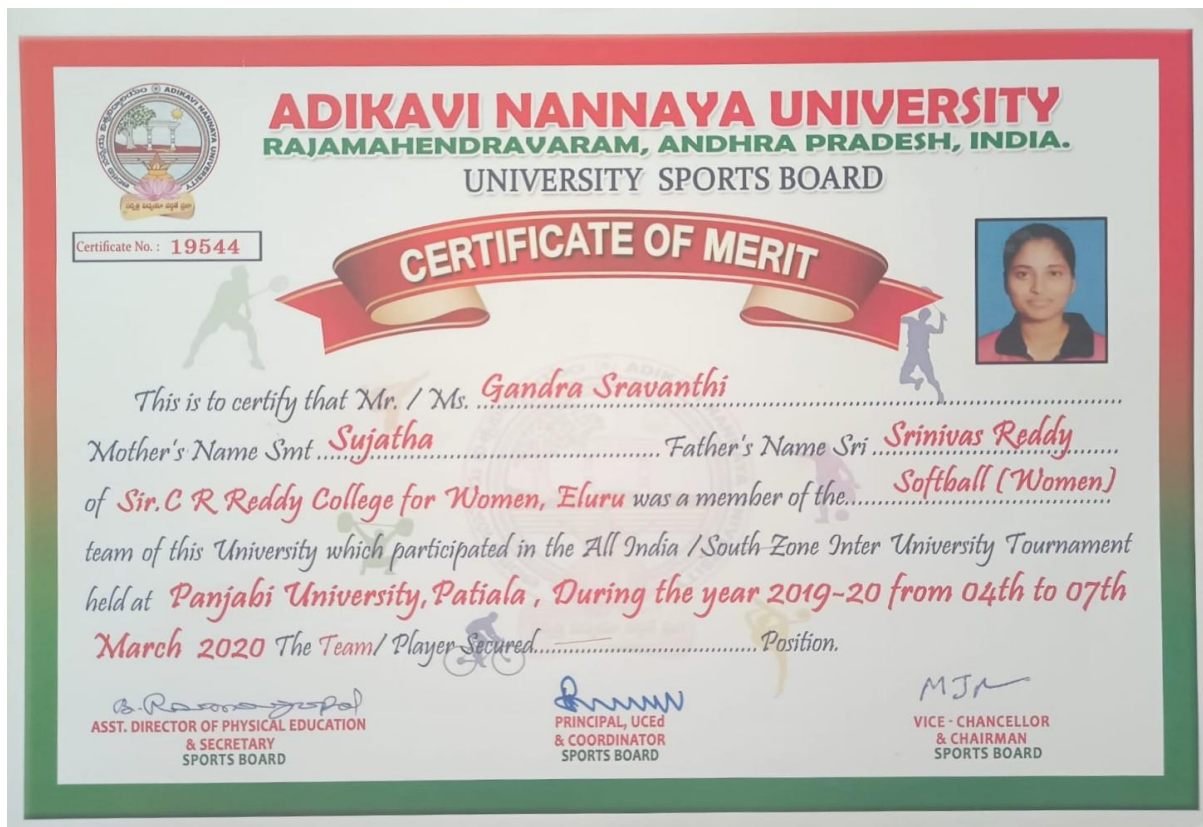 ADIKAVI NANNAYA UNIVERSITY
RAJAMAHENDRAVARAM, ANDHRA PRADESH, INDIA.
UNIVERSITY SPORTS BOARD
ADIKAVI NANNAYA UNIVERSITY
Certificate No. : 19544
CERTIFICATE OF MERIT
This is to certify that Mr. / Ms. Gandra Sravanthi
Mother's Name Smt Sujatha Father's Name Sri Srinivas Reddy
of Sir.C R Reddy College for Women, Eluru was a member of the Softball (Women)
team of this University which participated in the All India /South Zone Inter University Tournament
held at Panjabi University, Patiala , During the year 2019-20 from 04th to 07th
March 2020 The Team/ Player Secured Position.
ASST. DIRECTOR OF PHYSICAL EDUCATION
& SECRETARY
SPORTS BOARD
PRINCIPAL, UCEd
& COORDINATOR
SPORTS BOARD
VICE - CHANCELLOR
& CHAIRMAN
SPORTS BOARD